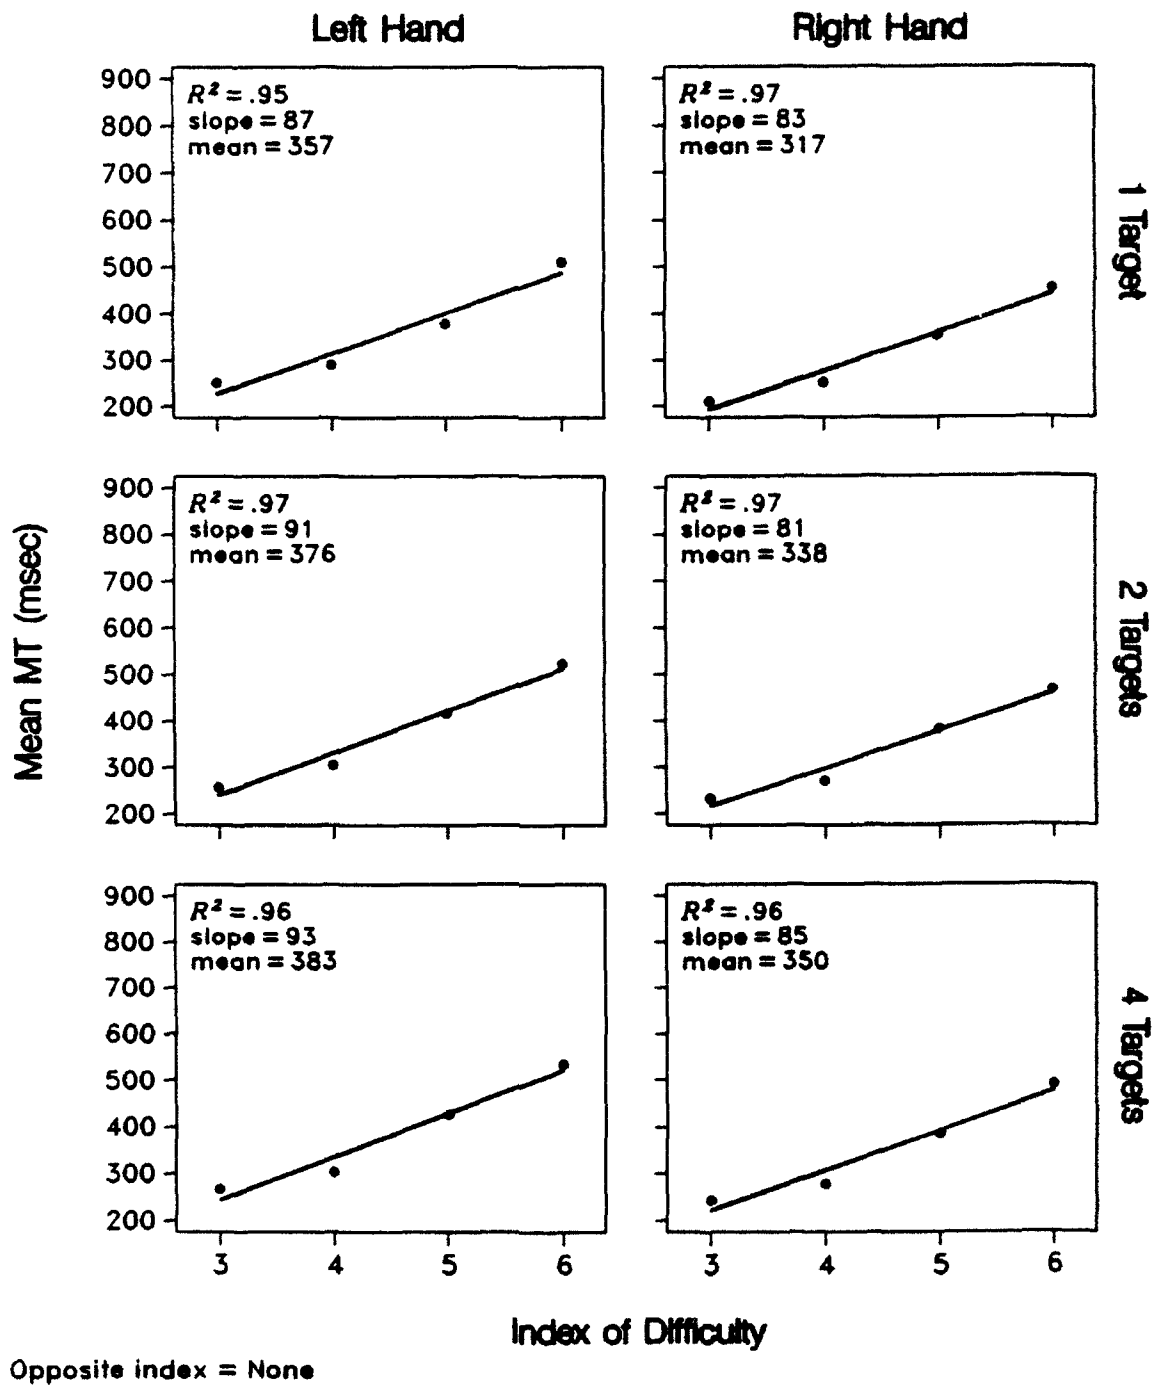 Left Hand
Right Hand
900
800
700
600
500
400
300
200
R² = .95
slope = 87
mean = 357
R² = .97
slope = 83
mean = 317
1 Target
900
800
700
600
500
400
300
200
R² = .97
slope = 91
mean = 376
R² = .97
slope = 81
mean = 338
2 Targets
Mean MT (msec)
900
800
700
600
500
400
300
200
R² = .96
slope = 93
mean = 383
R² = .96
slope = 85
mean = 350
4 Targets
3 4 5 6
3 4 5 6
Index of Difficulty
Opposite index = None